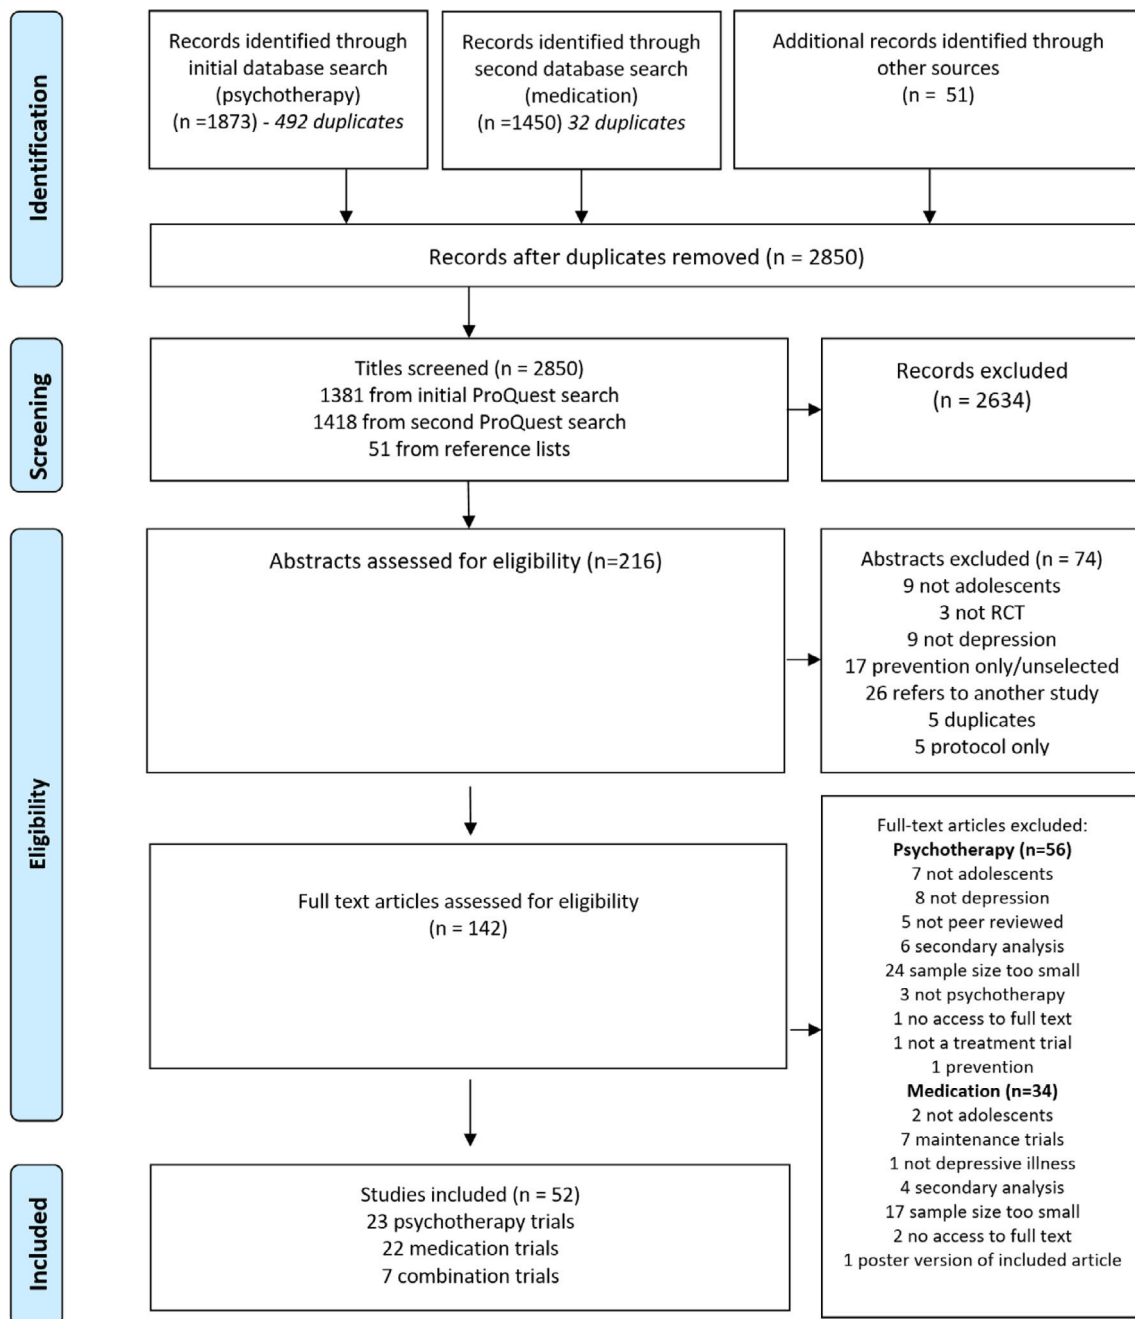 Identification
Records identified through
initial database search
(psychotherapy)
(n =1873) - 492 duplicates
Records identified through
second database search
(medication)
(n =1450) 32 duplicates
Additional records identified through
other sources
(n = 51)
Records after duplicates removed (n = 2850)
Screening
Titles screened (n = 2850)
1381 from initial ProQuest search
1418 from second ProQuest search
51 from reference lists
Records excluded
(n = 2634)
Eligibility
Abstracts assessed for eligibility (n=216)
Abstracts excluded (n = 74)
9 not adolescents
3 not RCT
9 not depression
17 prevention only/unselected
26 refers to another study
5 duplicates
5 protocol only
Full text articles assessed for eligibility
(n = 142)
Full-text articles excluded:
Psychotherapy (n=56)
7 not adolescents
8 not depression
5 not peer reviewed
6 secondary analysis
24 sample size too small
3 not psychotherapy
1 no access to full text
1 not a treatment trial
1 prevention
Medication (n=34)
2 not adolescents
7 maintenance trials
1 not depressive illness
4 secondary analysis
17 sample size too small
2 no access to full text
1 poster version of included article
Included
Studies included (n = 52)
23 psychotherapy trials
22 medication trials
7 combination trials